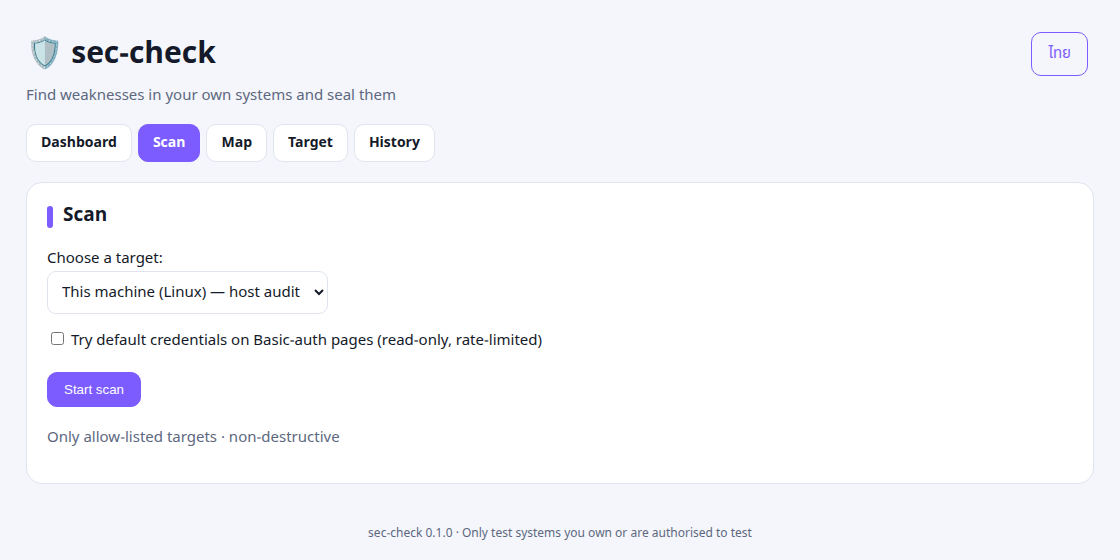 sec-check
ไทย
Find weaknesses in your own systems and seal them
Dashboard Scan Map Target History
Scan
Choose a target:
This machine (Linux) — host audit
Try default credentials on Basic-auth pages (read-only, rate-limited)
Start scan
Only allow-listed targets · non-destructive
sec-check 0.1.0 · Only test systems you own or are authorised to test